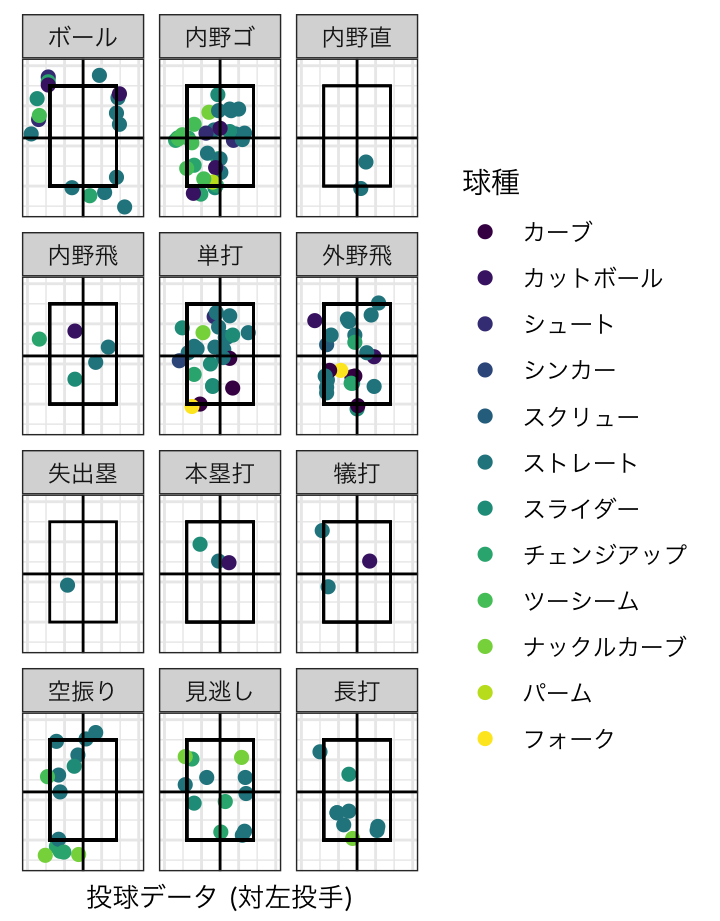 ボール 内野ゴ 内野直
内野飛 単打 外野飛
失出塁 本塁打 犠打
空振り 見逃し 長打
投球データ (対左投手)
球種
カーブ
カットボール
シュート
シンカー
スクリュー
ストレート
スライダー
チェンジアップ
ツーシーム
ナックルカーブ
パーム
フォーク